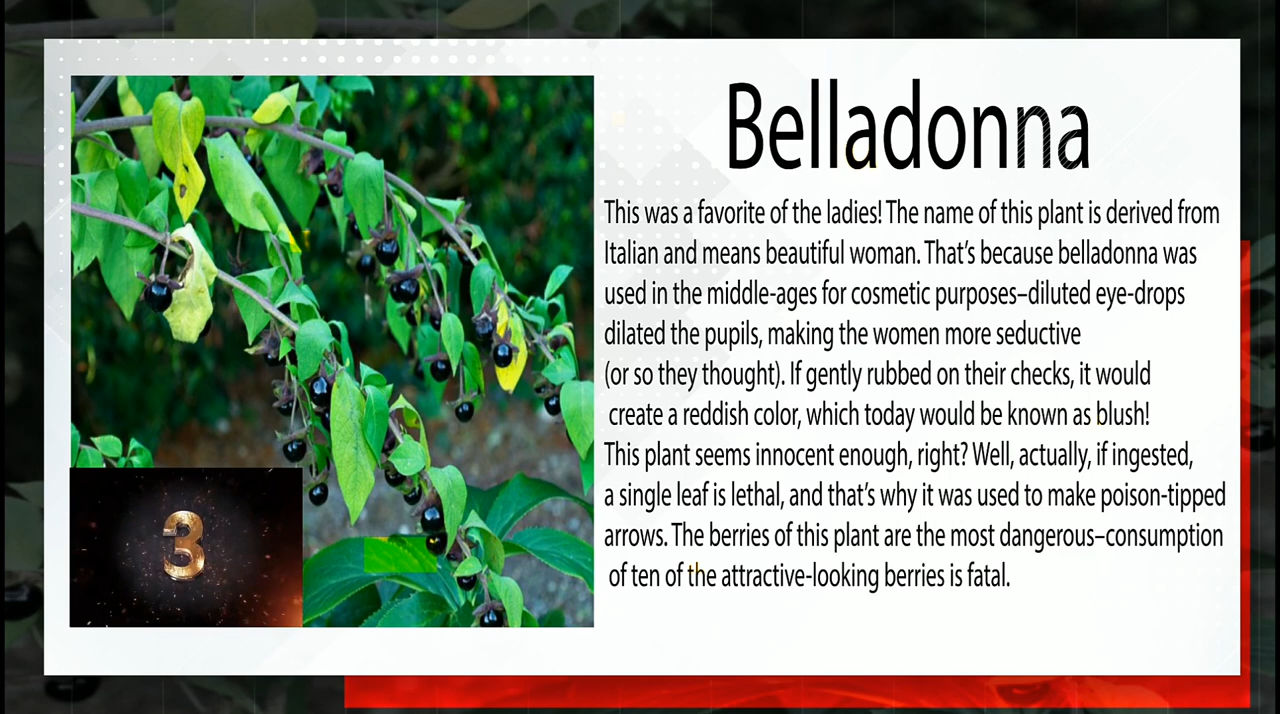 Belladonna
This was a favorite of the ladies! The name of this plant is derived from
Italian and means beautiful woman. That's because belladonna was
used in the middle-ages for cosmetic purposes–diluted eye-drops
dilated the pupils, making the women more seductive
(or so they thought). If gently rubbed on their checks, it would
create a reddish color, which today would be known as blush!
This plant seems innocent enough, right? Well, actually, if ingested,
a single leaf is lethal, and that's why it was used to make poison-tipped
arrows. The berries of this plant are the most dangerous–consumption
of ten of the attractive-looking berries is fatal.
3